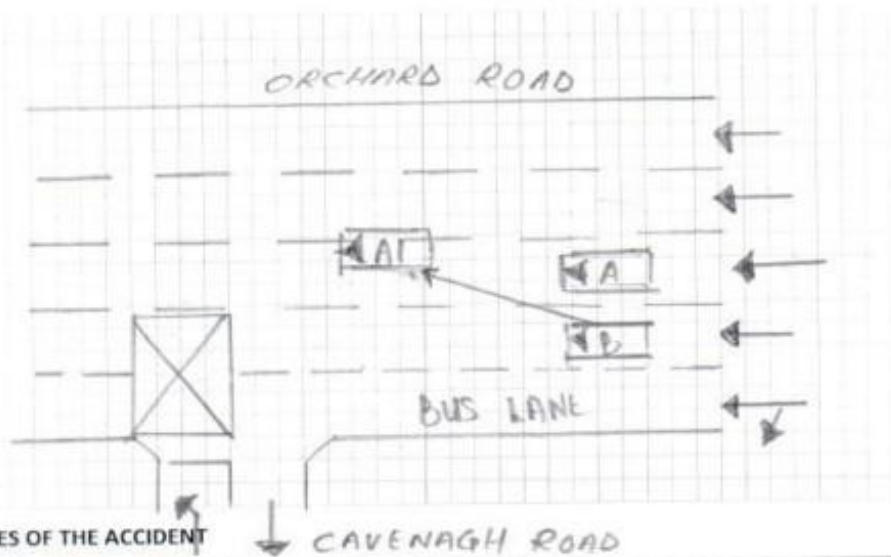 ORCHARD ROAD
A1
A
B
BUS LANE
ES OF THE ACCIDENT
CAVENAGH ROAD